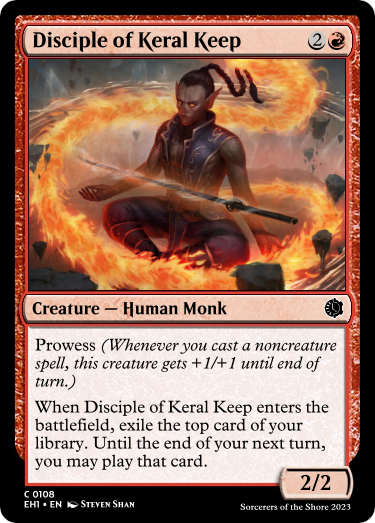 Disciple of Keral Keep 2
Creature — Human Monk
Prowess (Whenever you cast a noncreature
spell, this creature gets +1/+1 until end of
turn.)
When Disciple of Keral Keep enters the
battlefield, exile the top card of your
library. Until the end of your next turn,
you may play that card.
2/2
C 0108
EH1 • EN Steven Shan
Sorcerers of the Shore 2023